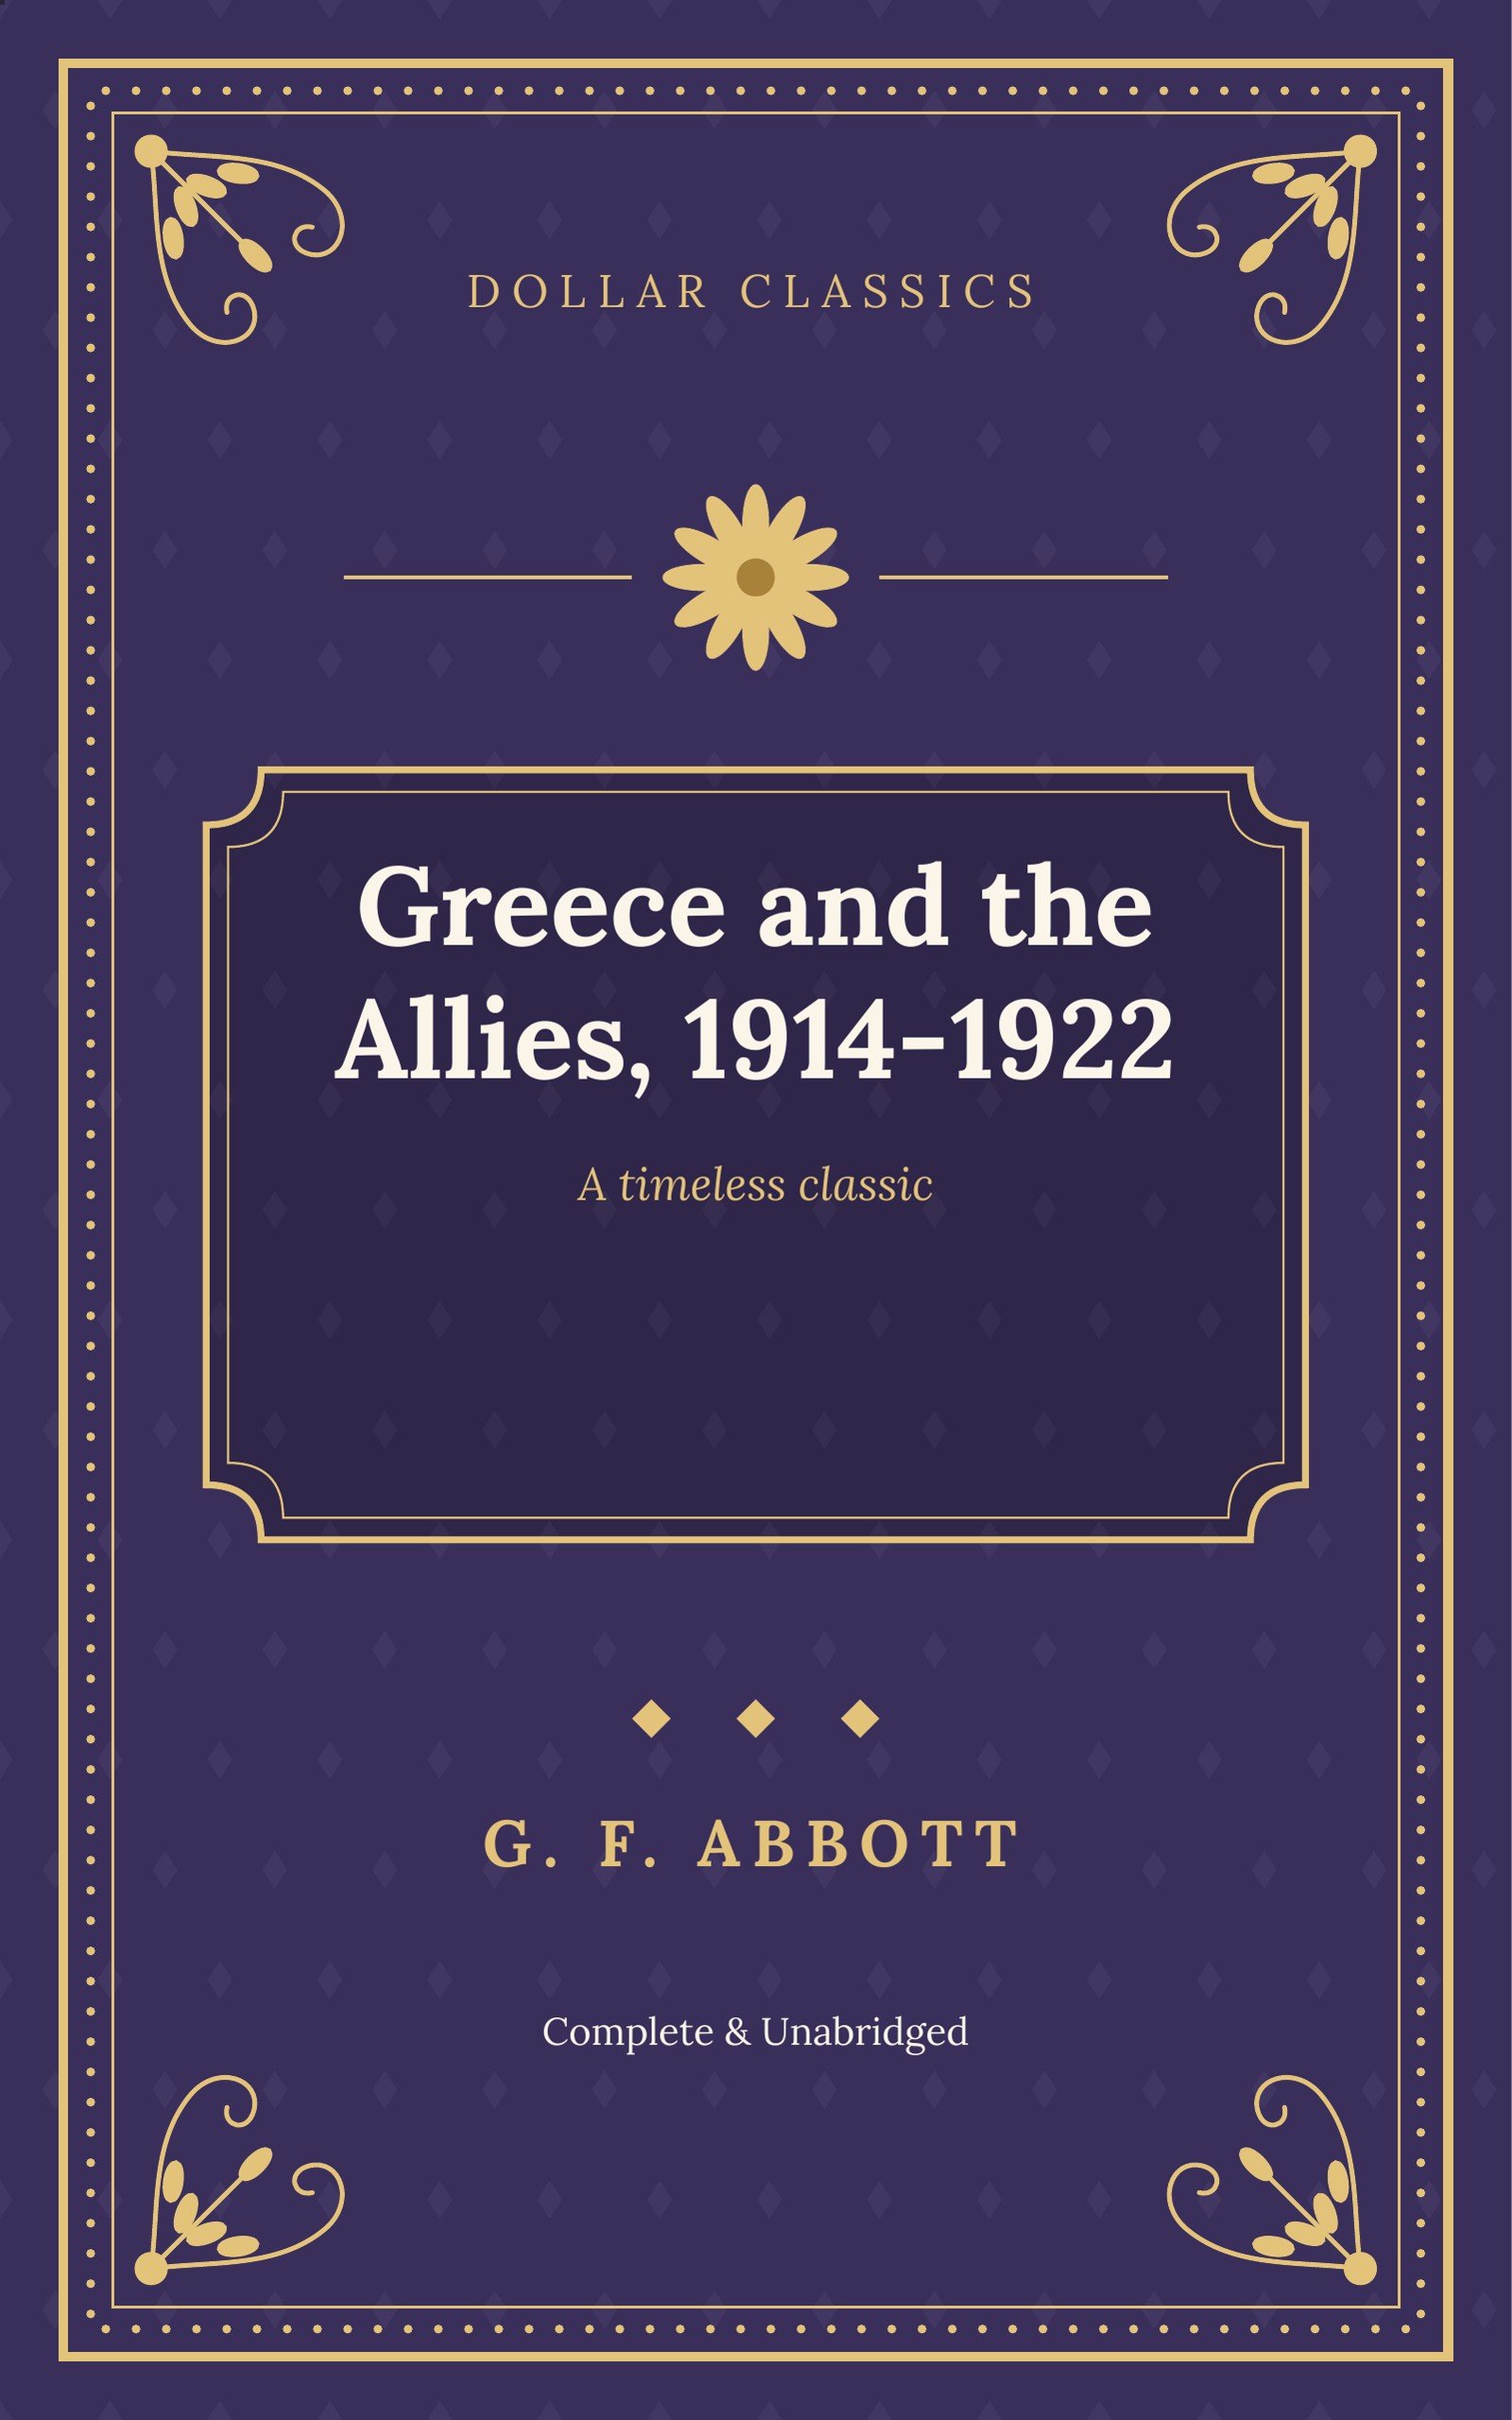 DOLLAR CLASSICS
Greece and the
Allies, 1914–1922
A timeless classic
G. F. ABBOTT
Complete & Unabridged